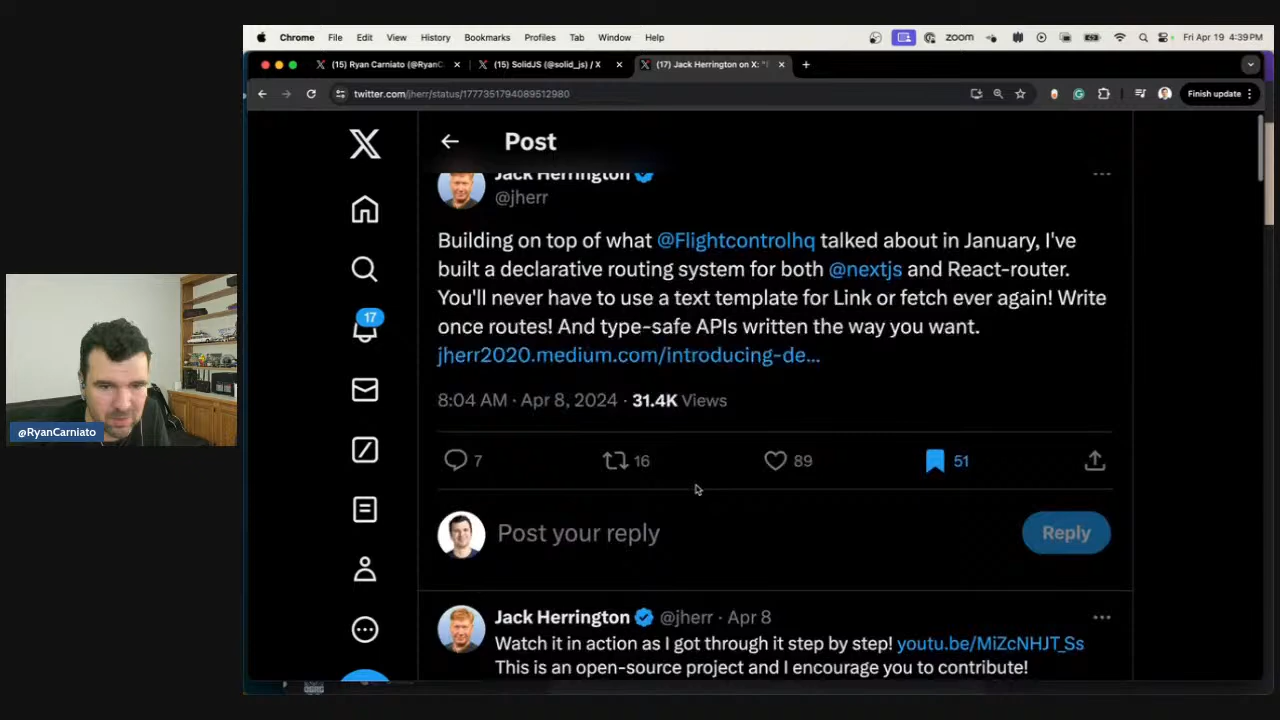 Chrome File Edit View History Bookmarks Profiles Tab Window Help zoom Fri Apr 19 4:39 PM
(15) Ryan Carniato (@RyanC (15) SolidJS (@solid_js) / X (17) Jack Herrington on X: "
twitter.com/jherr/status/1777351794089512980 Finish update
Post
Jack Herrington
@jherr
Building on top of what @Flightcontrolhq talked about in January, I've
built a declarative routing system for both @nextjs and React-router.
You'll never have to use a text template for Link or fetch ever again! Write
once routes! And type-safe APIs written the way you want.
jherr2020.medium.com/introducing-de...
8:04 AM · Apr 8, 2024 · 31.4K Views
7 16 89 51
17
Post your reply Reply
Jack Herrington @jherr · Apr 8
Watch it in action as I got through it step by step! youtu.be/MiZcNHJT_Ss
This is an open-source project and I encourage you to contribute!
@RyanCarniato